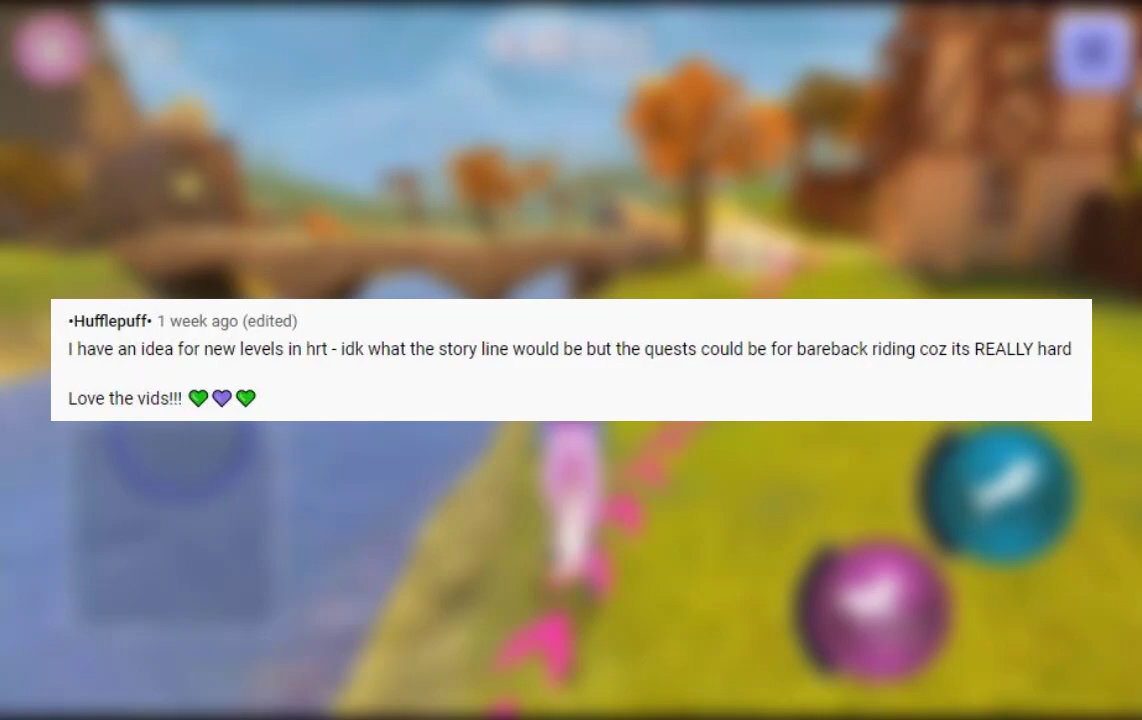 •Hufflepuff• 1 week ago (edited)
I have an idea for new levels in hrt - idk what the story line would be but the quests could be for bareback riding coz its REALLY hard
Love the vids!!! 💚💜💚